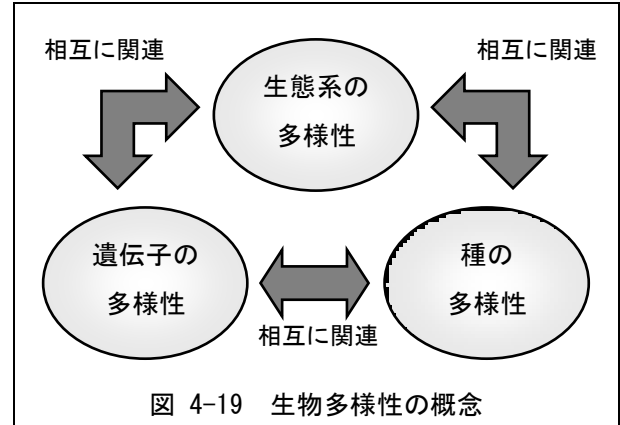 相互に関連
相互に関連
生態系の
多様性
遺伝子の
多様性
種の
多様性
相互に関連
図 4-19 生物多様性の概念